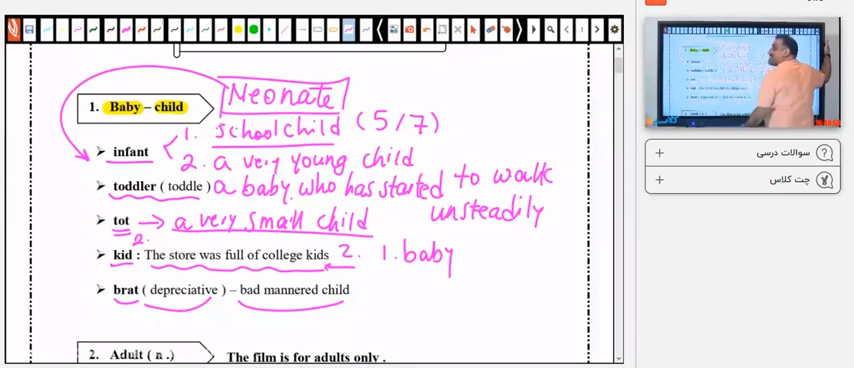 1. Baby – child
Neonate
➤ infant
1. school child (5/7)
2. a very young child
➤ toddler ( toddle ) a baby who has started to walk
unsteadily
➤ tot → a very small child
2.
➤ kid : The store was full of college kids 2. 1. baby
➤ brat ( depreciative ) – bad mannered child
2. Adult ( n. ) The film is for adults only .
سوالات درسی
چت کلاس